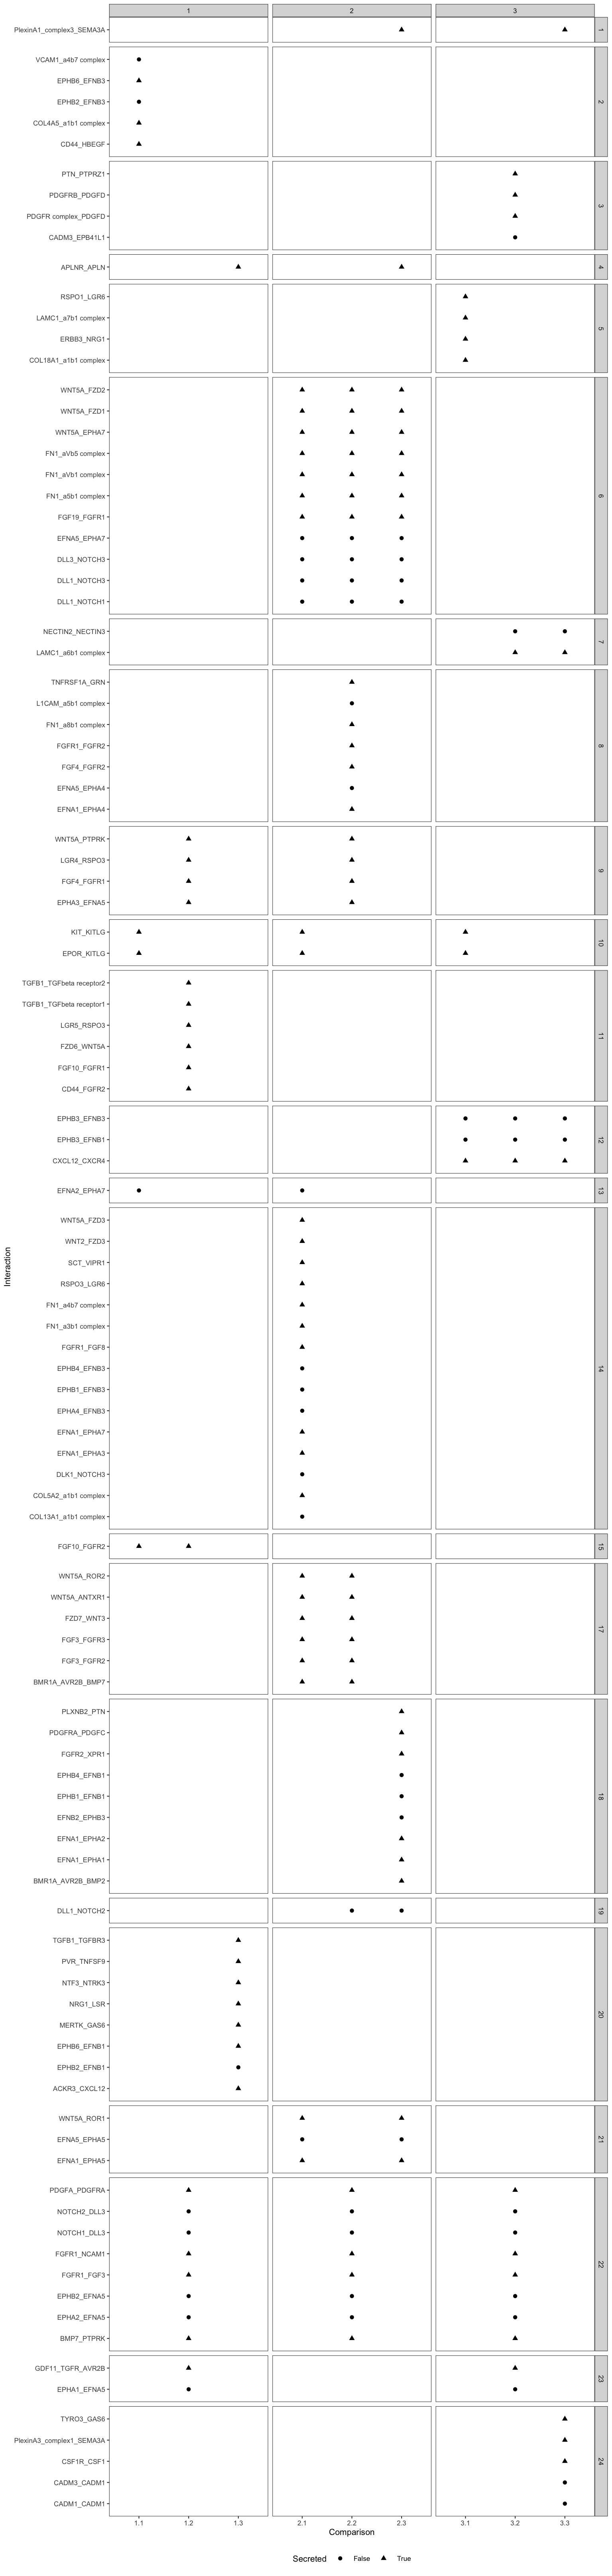 1 2 3
PlexinA1_complex3_SEMA3A
1
VCAM1_a4b7 complex
EPHB6_EFNB3
EPHB2_EFNB3
COL4A5_a1b1 complex
CD44_HBEGF
2
PTN_PTPRZ1
PDGFRB_PDGFD
PDGFR complex_PDGFD
CADM3_EPB41L1
3
APLNR_APLN
4
RSPO1_LGR6
LAMC1_a7b1 complex
ERBB3_NRG1
COL18A1_a1b1 complex
5
WNT5A_FZD2
WNT5A_FZD1
WNT5A_EPHA7
FN1_aVb5 complex
FN1_aVb1 complex
FN1_a5b1 complex
FGF19_FGFR1
EFNA5_EPHA7
DLL3_NOTCH3
DLL1_NOTCH3
DLL1_NOTCH1
6
NECTIN2_NECTIN3
LAMC1_a6b1 complex
7
TNFRSF1A_GRN
L1CAM_a5b1 complex
FN1_a8b1 complex
FGFR1_FGFR2
FGF4_FGFR2
EFNA5_EPHA4
EFNA1_EPHA4
8
WNT5A_PTPRK
LGR4_RSPO3
FGF4_FGFR1
EPHA3_EFNA5
9
KIT_KITLG
EPOR_KITLG
10
TGFB1_TGFbeta receptor2
TGFB1_TGFbeta receptor1
LGR5_RSPO3
FZD6_WNT5A
FGF10_FGFR1
CD44_FGFR2
11
EPHB3_EFNB3
EPHB3_EFNB1
CXCL12_CXCR4
12
EFNA2_EPHA7
13
WNT5A_FZD3
WNT2_FZD3
SCT_VIPR1
RSPO3_LGR6
FN1_a4b7 complex
FN1_a3b1 complex
FGFR1_FGF8
EPHB4_EFNB3
EPHB1_EFNB3
EPHA4_EFNB3
EFNA1_EPHA7
EFNA1_EPHA3
DLK1_NOTCH3
COL5A2_a1b1 complex
COL13A1_a1b1 complex
14
FGF10_FGFR2
15
WNT5A_ROR2
WNT5A_ANTXR1
FZD7_WNT3
FGF3_FGFR3
FGF3_FGFR2
BMR1A_AVR2B_BMP7
17
PLXNB2_PTN
PDGFRA_PDGFC
FGFR2_XPR1
EPHB4_EFNB1
EPHB1_EFNB1
EFNB2_EPHB3
EFNA1_EPHA2
EFNA1_EPHA1
BMR1A_AVR2B_BMP2
18
DLL1_NOTCH2
19
TGFB1_TGFBR3
PVR_TNFSF9
NTF3_NTRK3
NRG1_LSR
MERTK_GAS6
EPHB6_EFNB1
EPHB2_EFNB1
ACKR3_CXCL12
20
WNT5A_ROR1
EFNA5_EPHA5
EFNA1_EPHA5
21
PDGFA_PDGFRA
NOTCH2_DLL3
NOTCH1_DLL3
FGFR1_NCAM1
FGFR1_FGF3
EPHB2_EFNA5
EPHA2_EFNA5
BMP7_PTPRK
22
GDF11_TGFR_AVR2B
EPHA1_EFNA5
23
TYRO3_GAS6
PlexinA3_complex1_SEMA3A
CSF1R_CSF1
CADM3_CADM1
CADM1_CADM1
24
Interaction
1.1 1.2 1.3 2.1 2.2 2.3 3.1 3.2 3.3
Comparison
Secreted False True